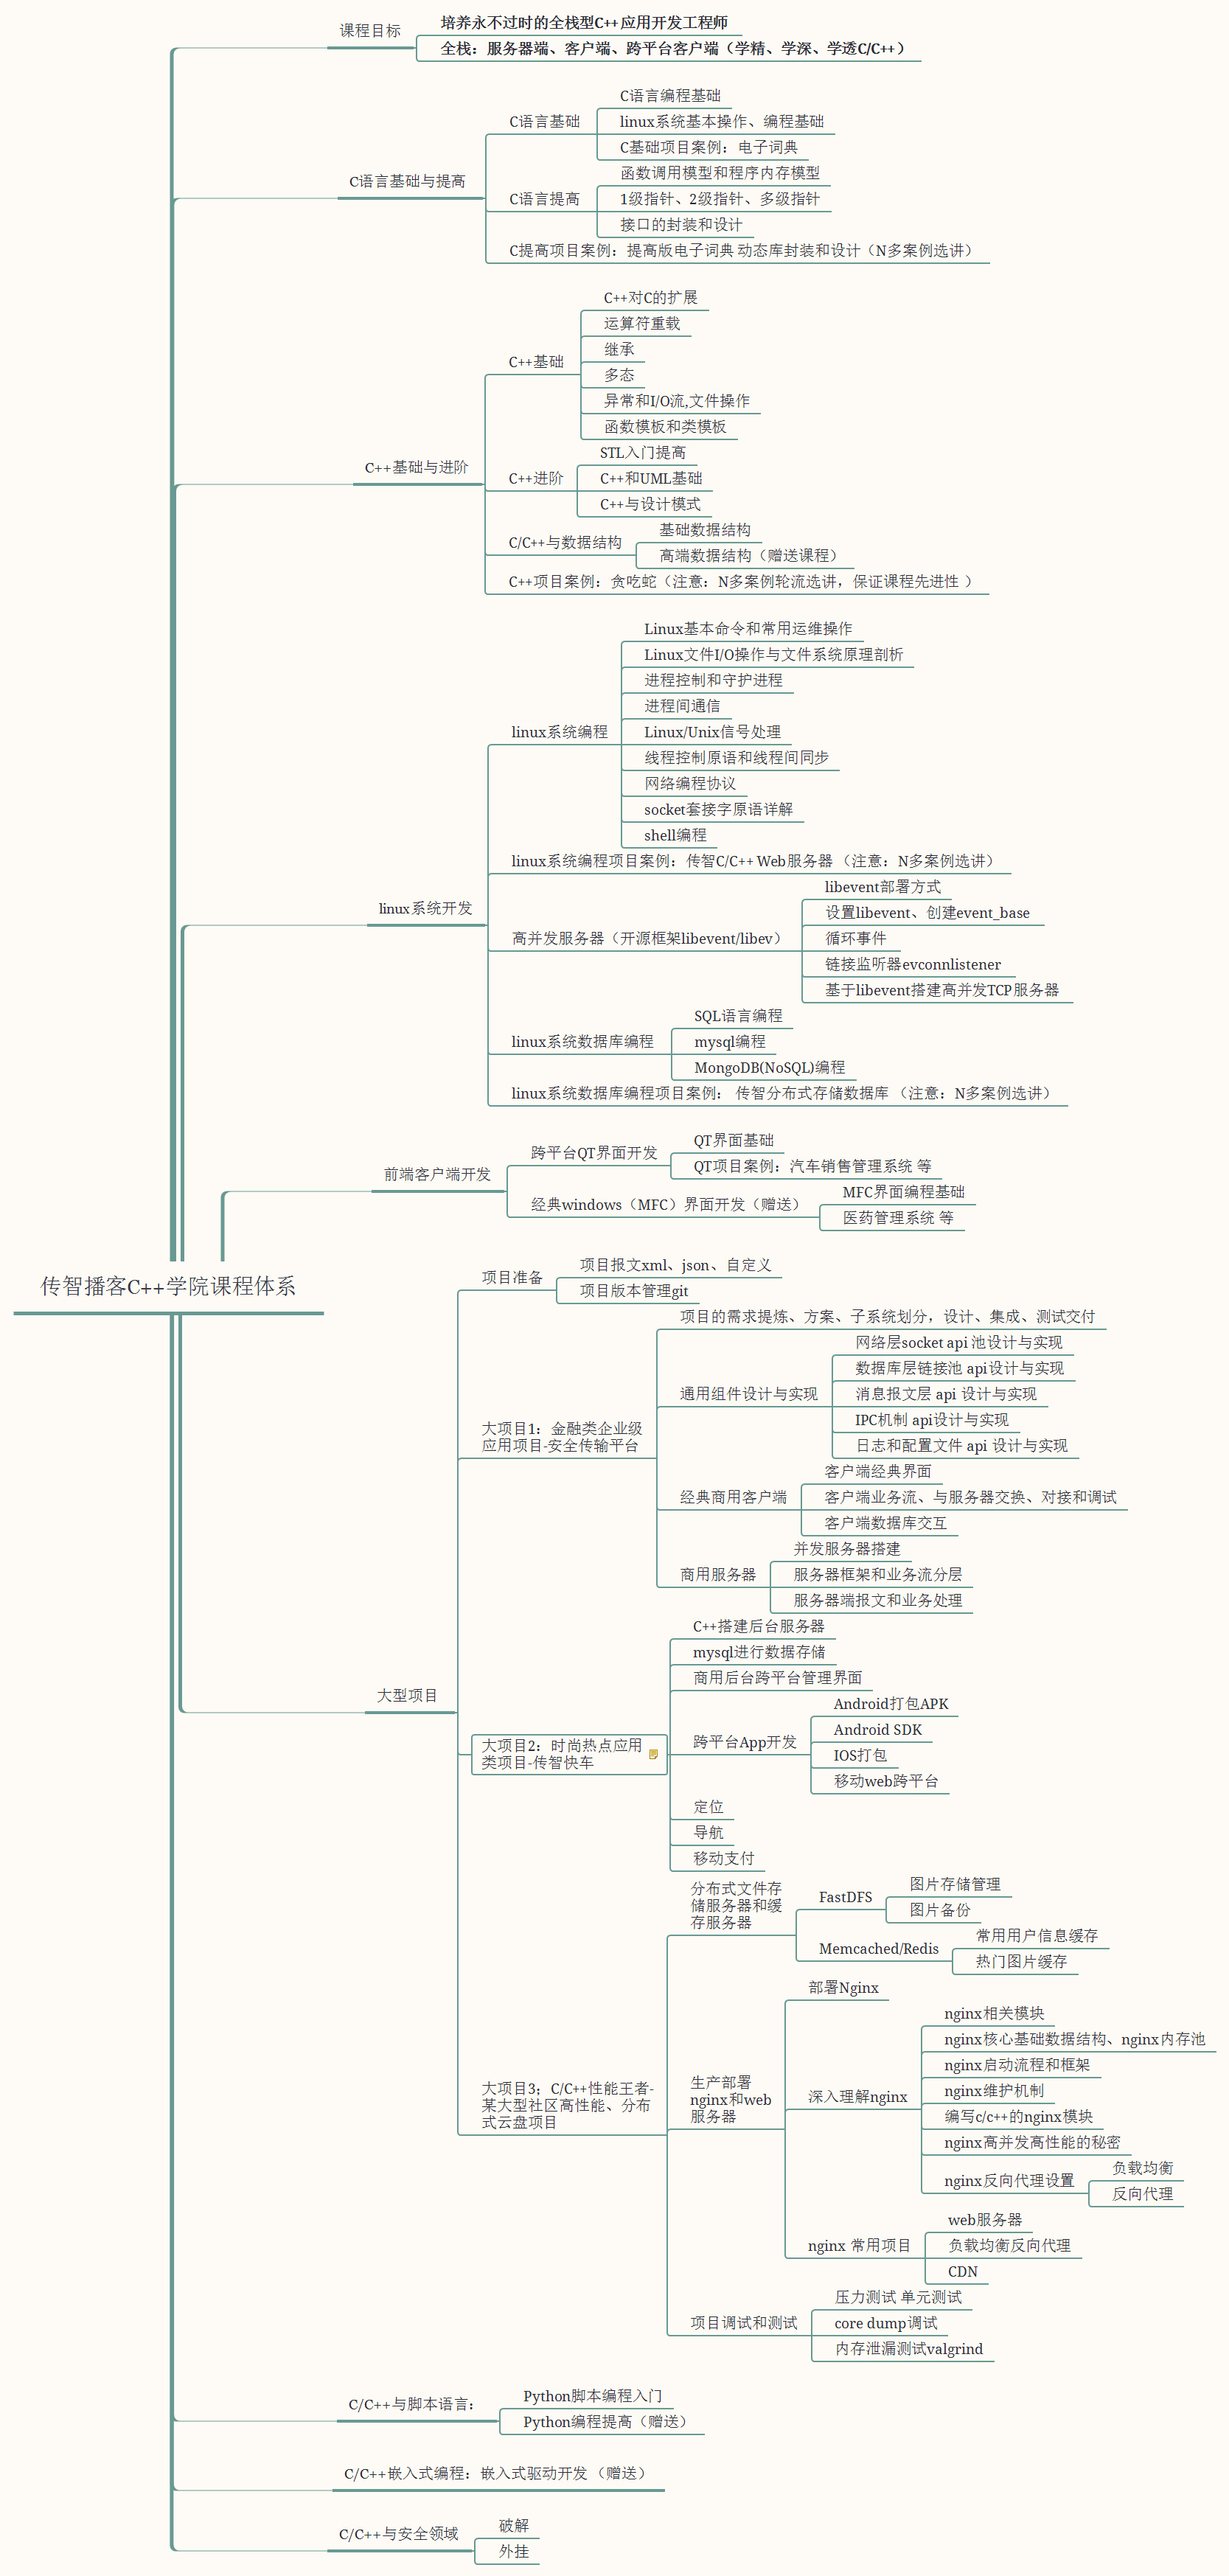 课程目标
培养永不过时的全栈型C++应用开发工程师
全栈：服务器端、客户端、跨平台客户端（学精、学深、学透C/C++）
C语言基础与提高
C语言基础
C语言编程基础
linux系统基本操作、编程基础
C基础项目案例：电子词典
C语言提高
函数调用模型和程序内存模型
1级指针、2级指针、多级指针
接口的封装和设计
C提高项目案例：提高版电子词典 动态库封装和设计（N多案例选讲）
C++基础与进阶
C++基础
C++对C的扩展
运算符重载
继承
多态
异常和I/O流,文件操作
函数模板和类模板
C++进阶
STL入门提高
C++和UML基础
C++与设计模式
C/C++与数据结构
基础数据结构
高端数据结构（赠送课程）
C++项目案例：贪吃蛇（注意：N多案例轮流选讲，保证课程先进性 ）
linux系统开发
linux系统编程
Linux基本命令和常用运维操作
Linux文件I/O操作与文件系统原理剖析
进程控制和守护进程
进程间通信
Linux/Unix信号处理
线程控制原语和线程间同步
网络编程协议
socket套接字原语详解
shell编程
linux系统编程项目案例：传智C/C++ Web服务器 （注意：N多案例选讲）
高并发服务器（开源框架libevent/libev）
libevent部署方式
设置libevent、创建event_base
循环事件
链接监听器evconnlistener
基于libevent搭建高并发TCP服务器
linux系统数据库编程
SQL语言编程
mysql编程
MongoDB(NoSQL)编程
linux系统数据库编程项目案例： 传智分布式存储数据库 （注意：N多案例选讲）
前端客户端开发
跨平台QT界面开发
QT界面基础
QT项目案例：汽车销售管理系统 等
经典windows（MFC）界面开发（赠送）
MFC界面编程基础
医药管理系统 等
传智播客C++学院课程体系
大型项目
项目准备
项目报文xml、json、自定义
项目版本管理git
大项目1：金融类企业级
应用项目-安全传输平台
项目的需求提炼、方案、子系统划分，设计、集成、测试交付
通用组件设计与实现
网络层socket api 池设计与实现
数据库层链接池 api设计与实现
消息报文层 api 设计与实现
IPC机制 api设计与实现
日志和配置文件 api 设计与实现
经典商用客户端
客户端经典界面
客户端业务流、与服务器交换、对接和调试
客户端数据库交互
商用服务器
并发服务器搭建
服务器框架和业务流分层
服务器端报文和业务处理
大项目2：时尚热点应用
类项目-传智快车
C++搭建后台服务器
mysql进行数据存储
商用后台跨平台管理界面
跨平台App开发
Android打包APK
Android SDK
IOS打包
移动web跨平台
定位
导航
移动支付
大项目3：C/C++性能王者-
某大型社区高性能、分布
式云盘项目
分布式文件存
储服务器和缓
存服务器
FastDFS
图片存储管理
图片备份
Memcached/Redis
常用用户信息缓存
热门图片缓存
生产部署
nginx和web
服务器
部署Nginx
深入理解nginx
nginx相关模块
nginx核心基础数据结构、nginx内存池
nginx启动流程和框架
nginx维护机制
编写c/c++的nginx模块
nginx高并发高性能的秘密
nginx反向代理设置
负载均衡
反向代理
nginx 常用项目
web服务器
负载均衡反向代理
CDN
项目调试和测试
压力测试 单元测试
core dump调试
内存泄漏测试valgrind
C/C++与脚本语言：
Python脚本编程入门
Python编程提高（赠送）
C/C++嵌入式编程：嵌入式驱动开发 （赠送）
C/C++与安全领域
破解
外挂